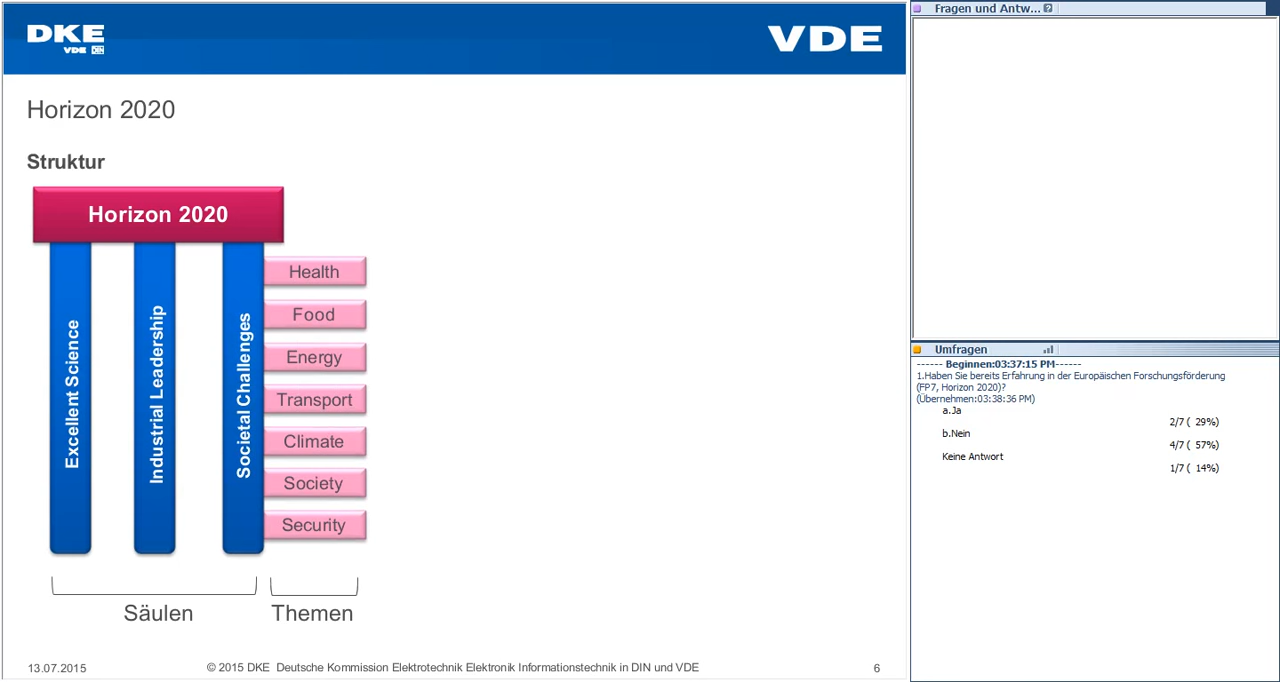 DKE
VDE DIN
VDE
Horizon 2020
Struktur
Horizon 2020
Excellent Science
Industrial Leadership
Societal Challenges
Health
Food
Energy
Transport
Climate
Society
Security
Säulen
Themen
13.07.2015
© 2015 DKE Deutsche Kommission Elektrotechnik Elektronik Informationstechnik in DIN und VDE
6
Fragen und Antw...
Umfragen
------ Beginnen:03:37:15 PM------
1.Haben Sie bereits Erfahrung in der Europäischen Forschungsförderung
(FP7, Horizon 2020)?
(Übernehmen:03:38:36 PM)
a.Ja
2/7 ( 29%)
b.Nein
4/7 ( 57%)
Keine Antwort
1/7 ( 14%)